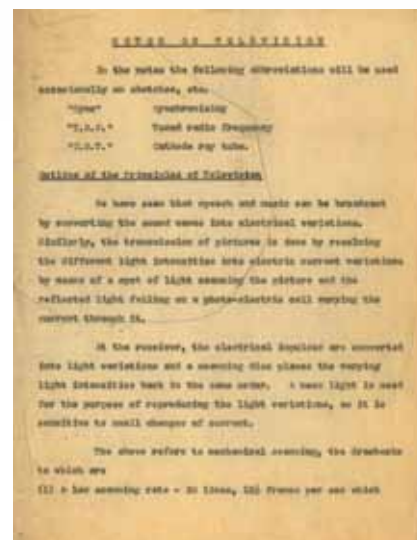 NOTES ON TELEVISION
In the notes the following abbreviations will be used
occasionally on sketches, etc.
"Sync" Synchronising
"T.R.F." Tuned radio frequency
"C.R.T." Cathode ray tube.
Outline of the Principles of Television
We have seen that speech and music can be broadcast
by converting the sound waves into electrical variations.
Similarly, the transmission of pictures is done by resolving
the different light intensities into electric current variations
by means of a spot of light scanning the picture and the
reflected light falling on a photo-electric cell varying the
current through it.
At the receiver, the electrical impulses are converted
into light variations and a scanning disc places the varying
light intensities back in the same order. A neon light is used
for the purpose of reproducing the light variations, as it is
sensitive to small changes of current.
The above refers to mechanical scanning, the drawbacks
to which are
(1) a low scanning rate - 30 lines, 12½ frames per sec which